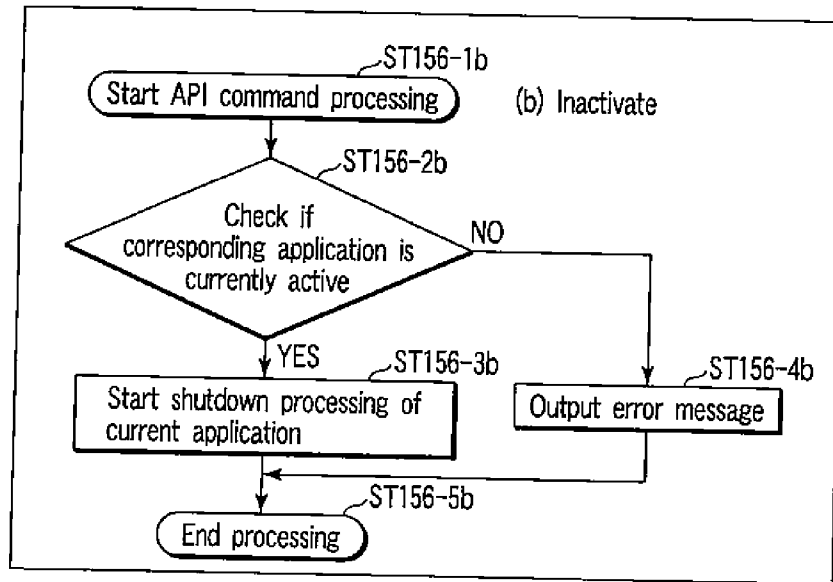 ST156-1b
Start API command processing
(b) Inactivate
ST156-2b
Check if
corresponding application is
currently active
NO
YES
ST156-3b
ST156-4b
Start shutdown processing of
current application
Output error message
ST156-5b
End processing